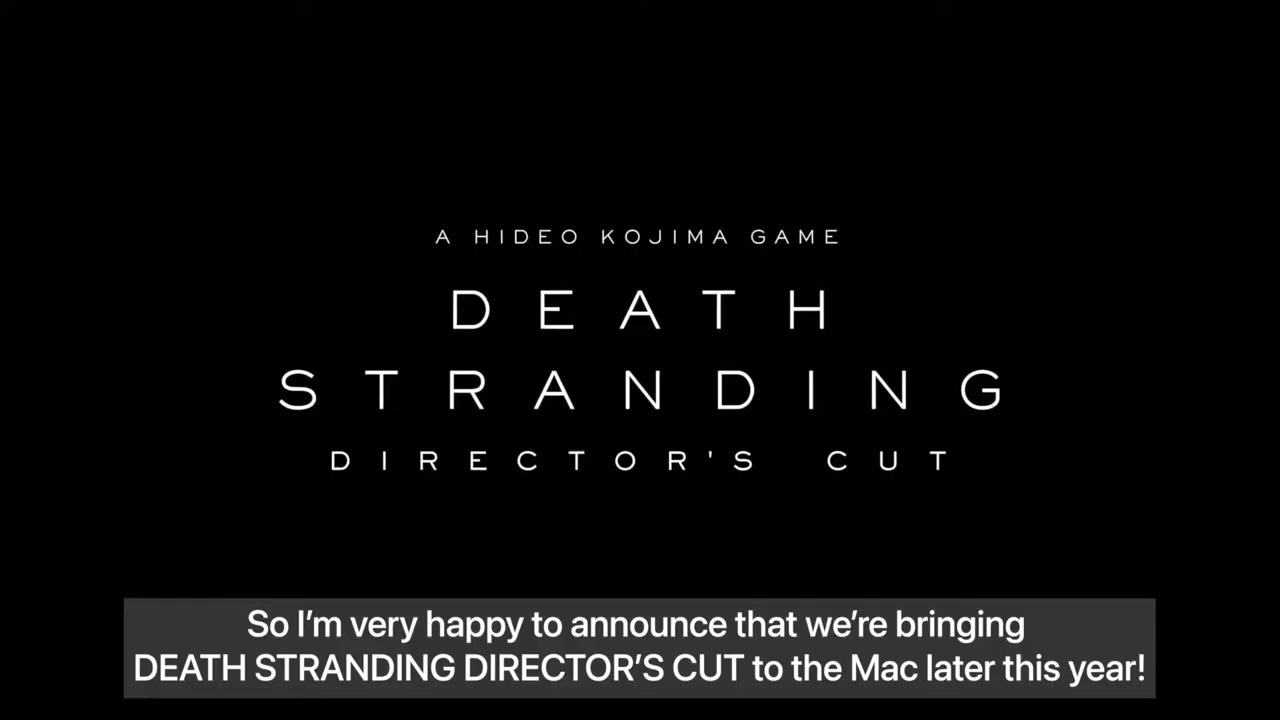 A HIDEO KOJIMA GAME
DEATH
STRANDING
DIRECTOR'S CUT
So I’m very happy to announce that we’re bringing
DEATH STRANDING DIRECTOR’S CUT to the Mac later this year!